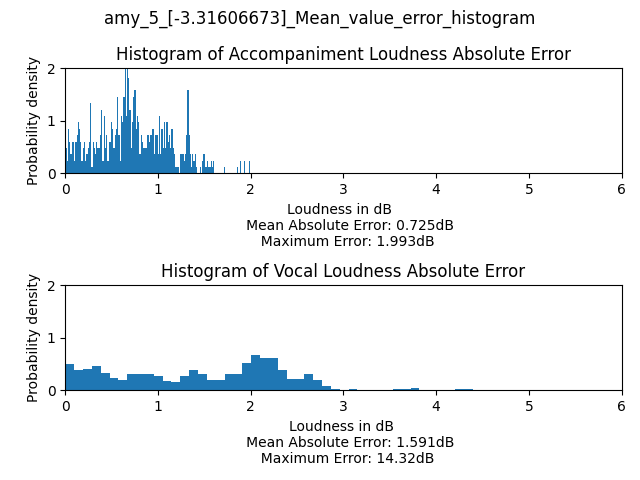 amy_5_[-3.31606673]_Mean_value_error_histogram
Histogram of Accompaniment Loudness Absolute Error
Probability density
2
1
0
0 1 2 3 4 5 6
Loudness in dB
Mean Absolute Error: 0.725dB
Maximum Error: 1.993dB
Histogram of Vocal Loudness Absolute Error
Probability density
2
1
0
0 1 2 3 4 5 6
Loudness in dB
Mean Absolute Error: 1.591dB
Maximum Error: 14.32dB